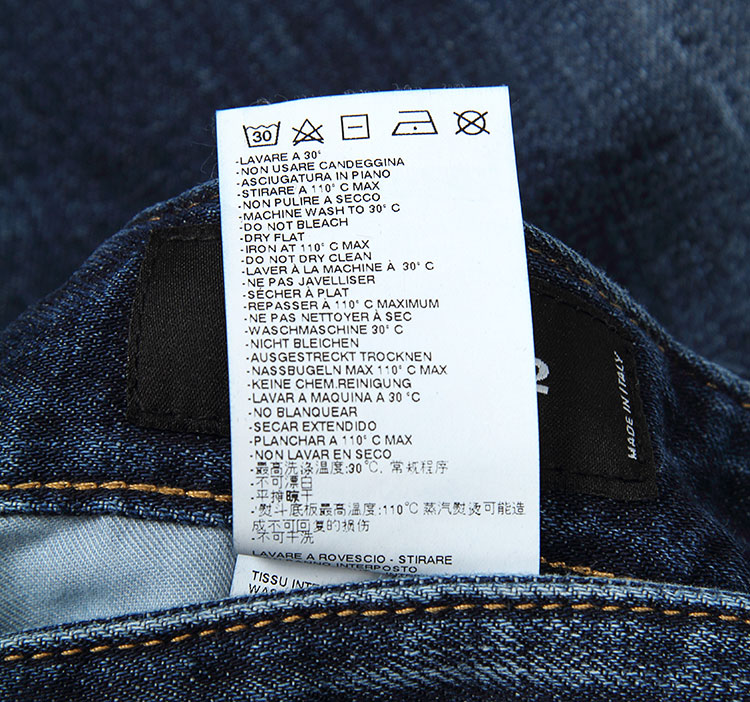 30
-LAVARE A 30°
-NON USARE CANDEGGINA
-ASCIUGATURA IN PIANO
-STIRARE A 110° C MAX
-NON PULIRE A SECCO
-MACHINE WASH TO 30° C
-DO NOT BLEACH
-DRY FLAT
-IRON AT 110° C MAX
-DO NOT DRY CLEAN
-LAVER À LA MACHINE À 30° C
-NE PAS JAVELLISER
-SÉCHER À PLAT
-REPASSER À 110° C MAXIMUM
-NE PAS NETTOYER À SEC
-WASCHMASCHINE 30° C
-NICHT BLEICHEN
-AUSGESTRECKT TROCKNEN
-NASSBUGELN MAX 110° C MAX
-KEINE CHEM.REINIGUNG
-LAVAR A MAQUINA A 30 °C
-NO BLANQUEAR
-SECAR EXTENDIDO
-PLANCHAR A 110°C MAX
-NON LAVAR EN SECO
-最高洗涤温度:30°C, 常规程序
-不可漂白
-平摊晾干
-熨斗底板最高温度:110°C 蒸汽熨烫可能造
成不可回复的损伤
-不可干洗
LAVARE A ROVESCIO - STIRARE
INTERPOSTO
TISSU
2
MADE IN ITALY